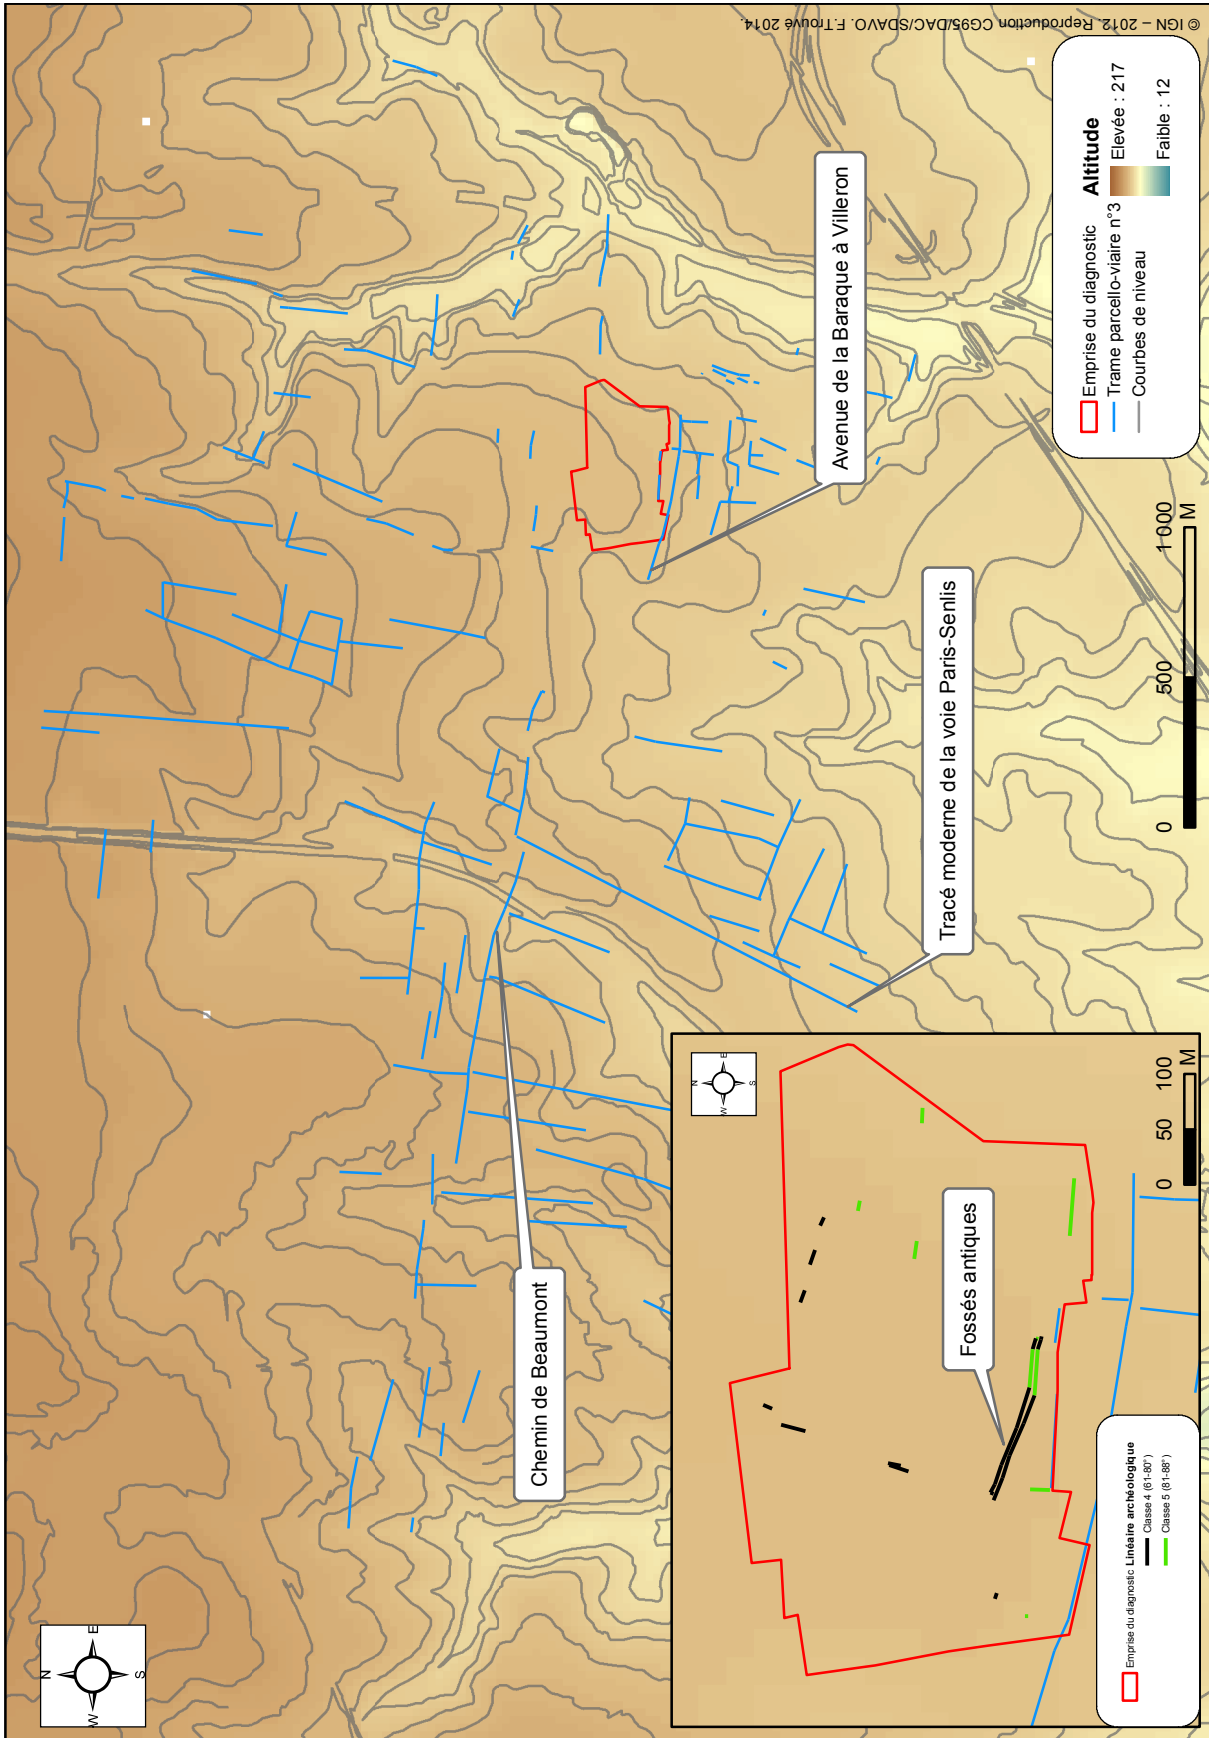 N
W
E
S
Chemin de Beaumont
Tracé moderne de la voie Paris-Senlis
Avenue de la Baraque à Villeron
Fossés antiques
N
W
E
S
0
50
100
M
Emprise du diagnostic
Linéaire archéologique
Classe 4 (61-80°)
Classe 5 (81-88°)
0
500
1 000
M
Emprise du diagnostic
Trame parcello-viaire n°3
Courbes de niveau
Altitude
Elevée : 217
Faible : 12
© IGN – 2012. Reproduction CG95/DAC/SDAVO. F.Trouvé 2014.